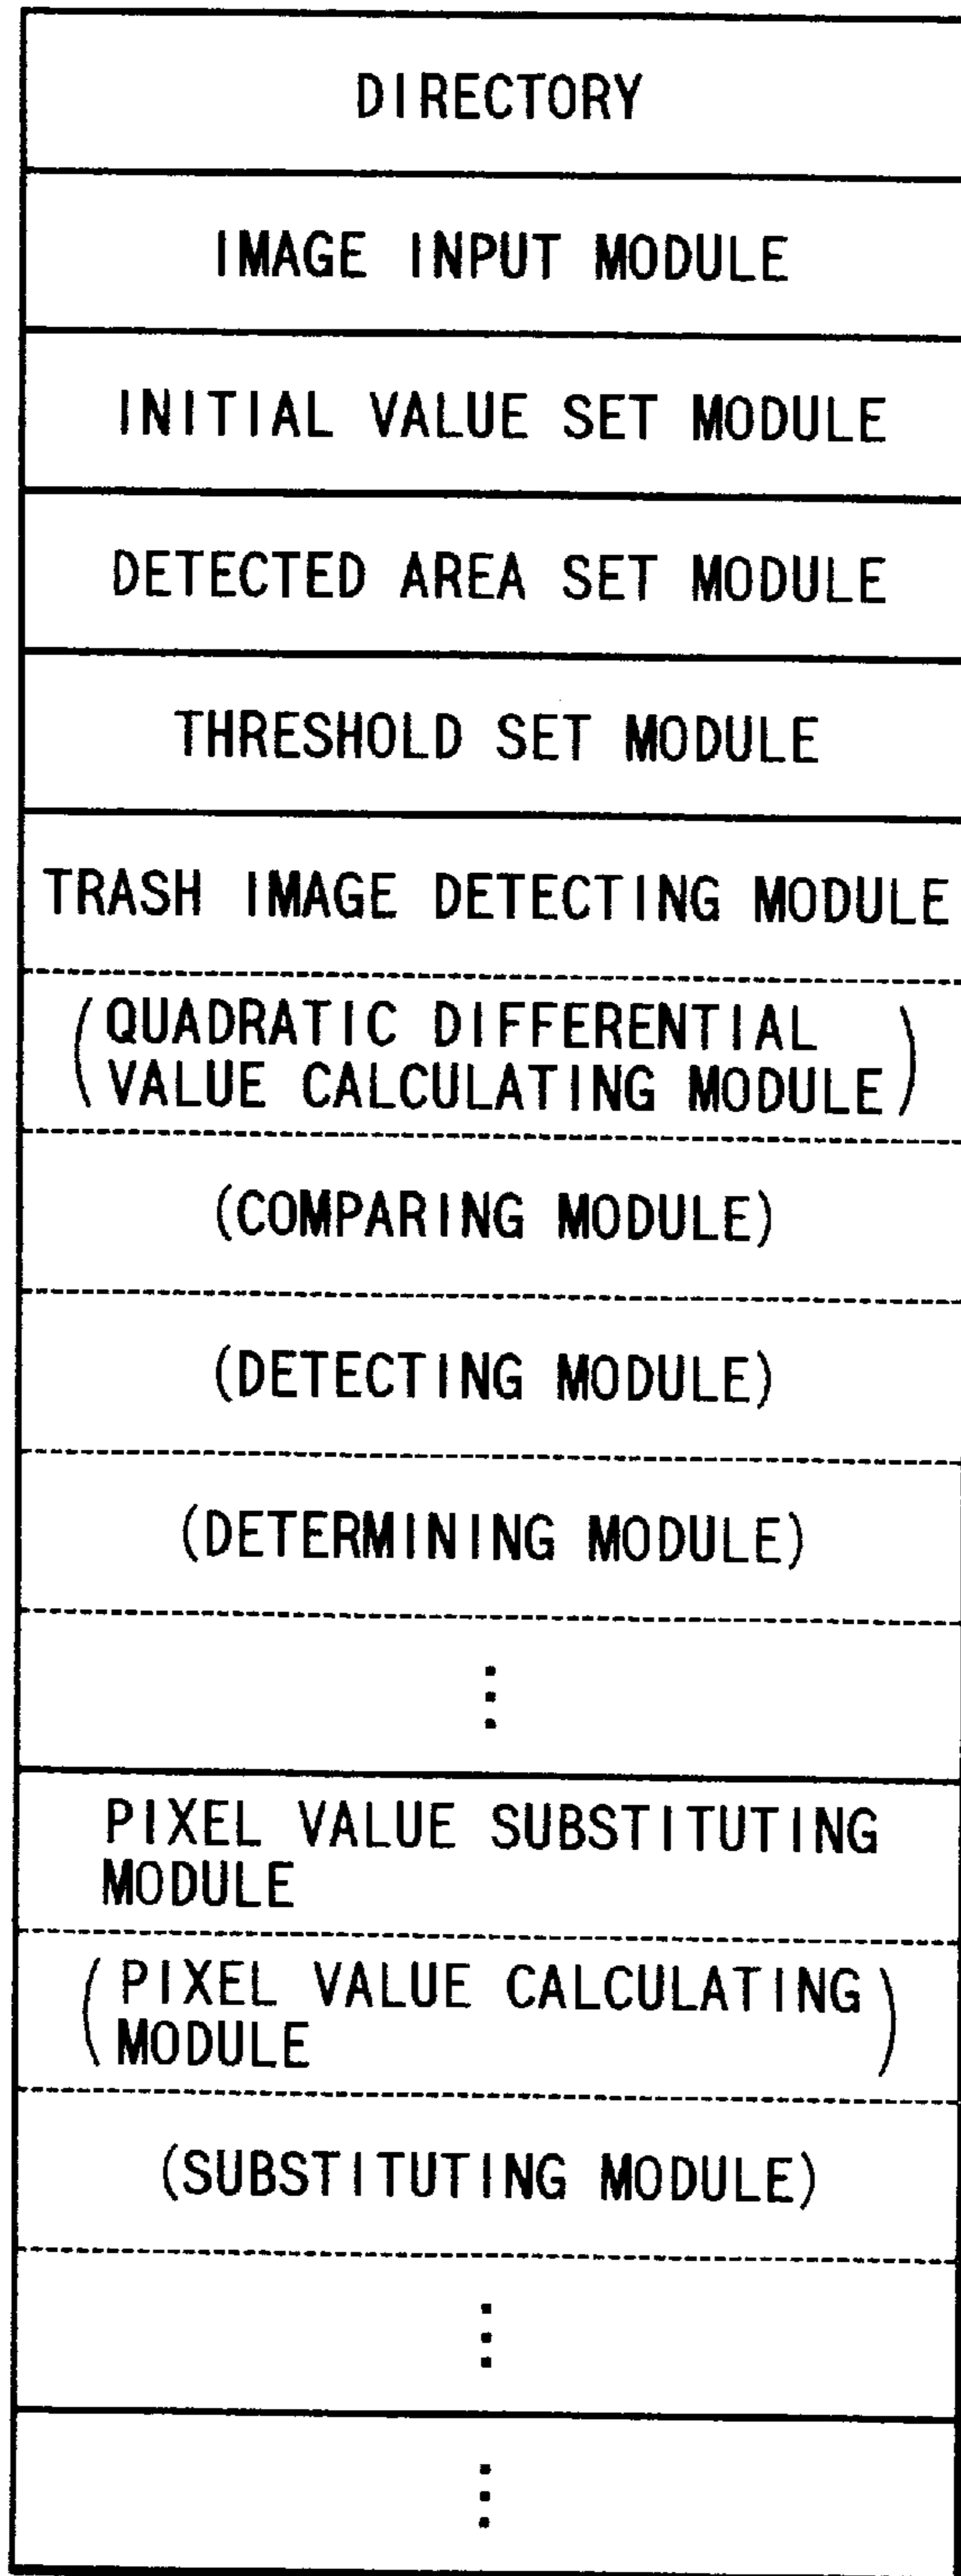 DIRECTORY
IMAGE INPUT MODULE
INITIAL VALUE SET MODULE
DETECTED AREA SET MODULE
THRESHOLD SET MODULE
TRASH IMAGE DETECTING MODULE
(QUADRATIC DIFFERENTIAL
VALUE CALCULATING MODULE)
(COMPARING MODULE)
(DETECTING MODULE)
(DETERMINING MODULE)
⋮
PIXEL VALUE SUBSTITUTING
MODULE
(PIXEL VALUE CALCULATING
MODULE)
(SUBSTITUTING MODULE)
⋮
⋮